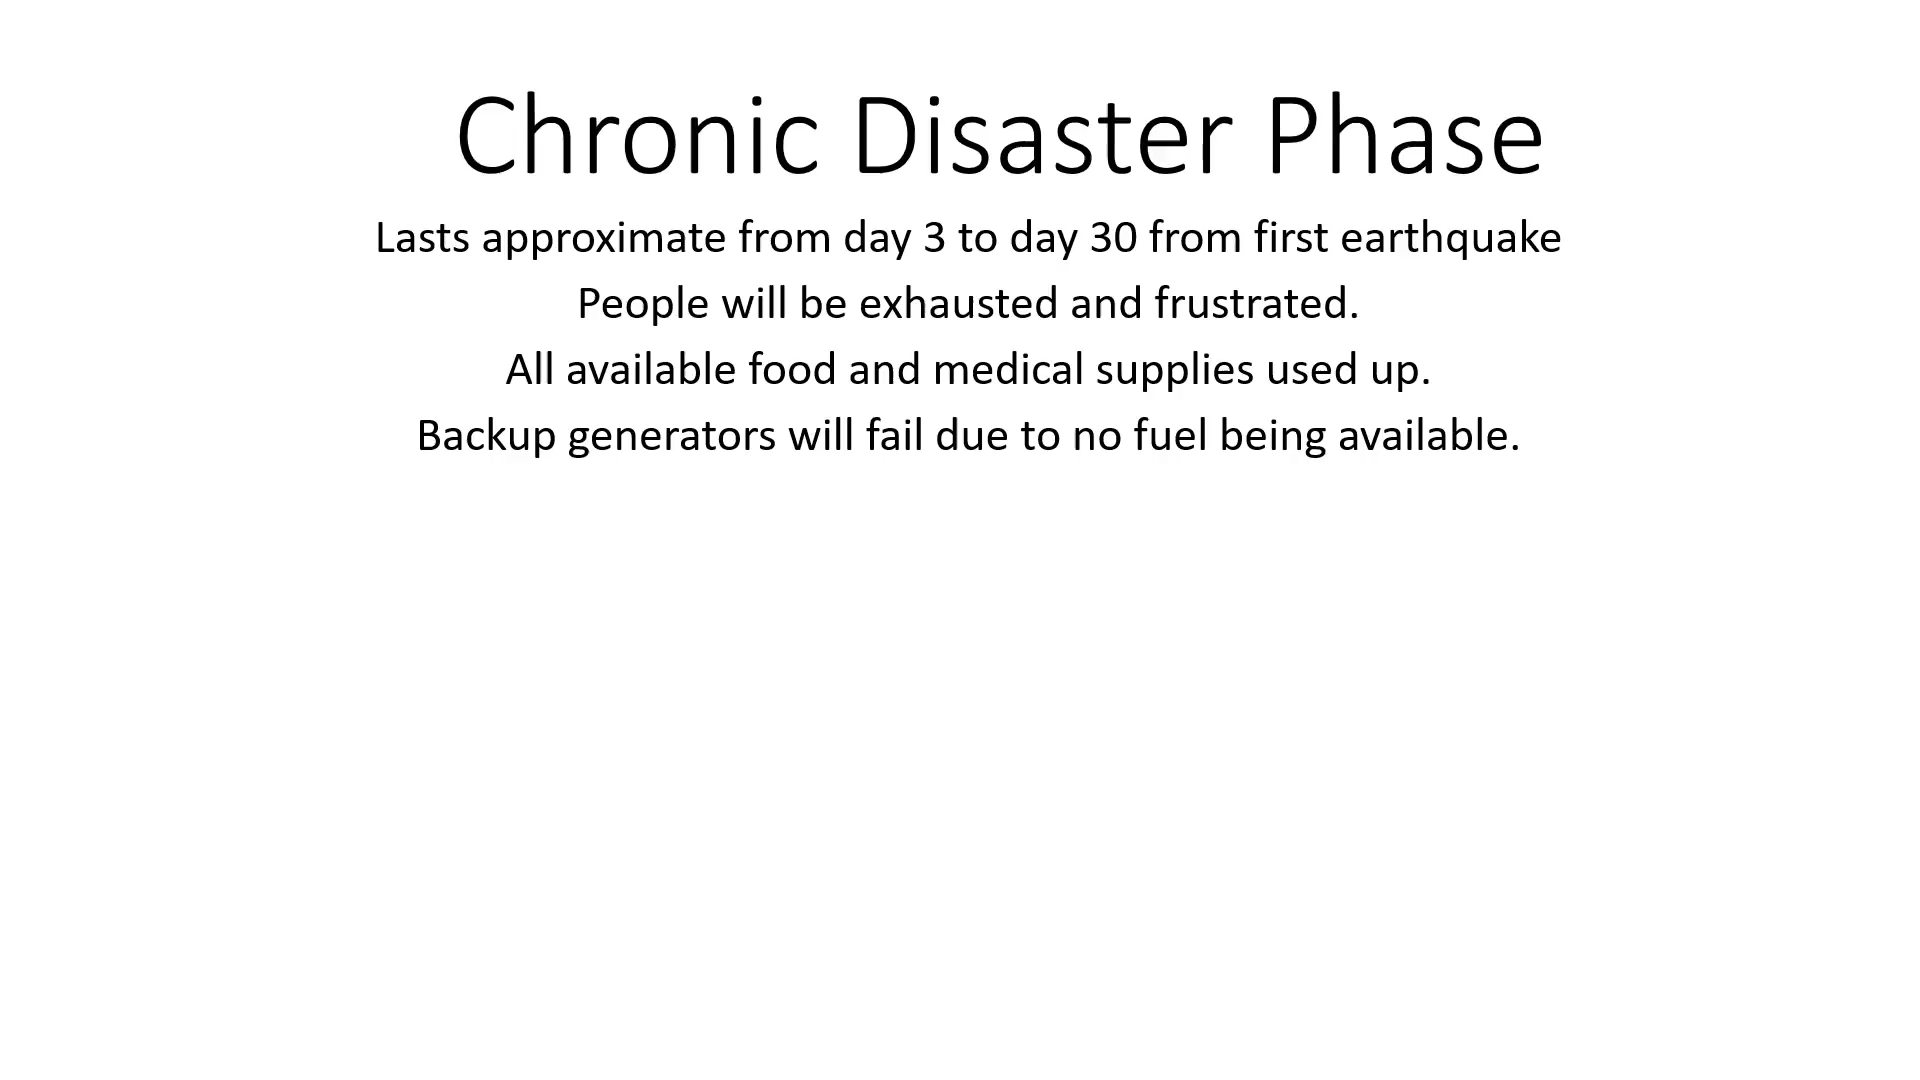 Chronic Disaster Phase
Lasts approximate from day 3 to day 30 from first earthquake
People will be exhausted and frustrated.
All available food and medical supplies used up.
Backup generators will fail due to no fuel being available.